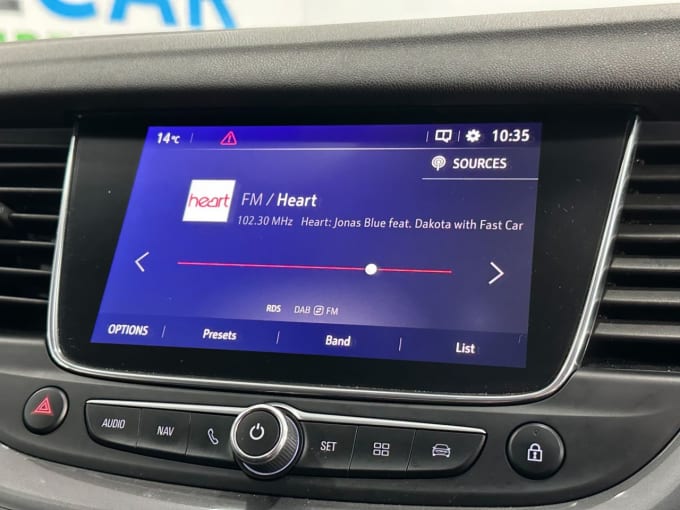 CAR
14°C
10:35
SOURCES
heart
FM / Heart
102.30 MHz Heart: Jonas Blue feat. Dakota with Fast Car
RDS DAB FM
OPTIONS Presets Band List
AUDIO NAV SET